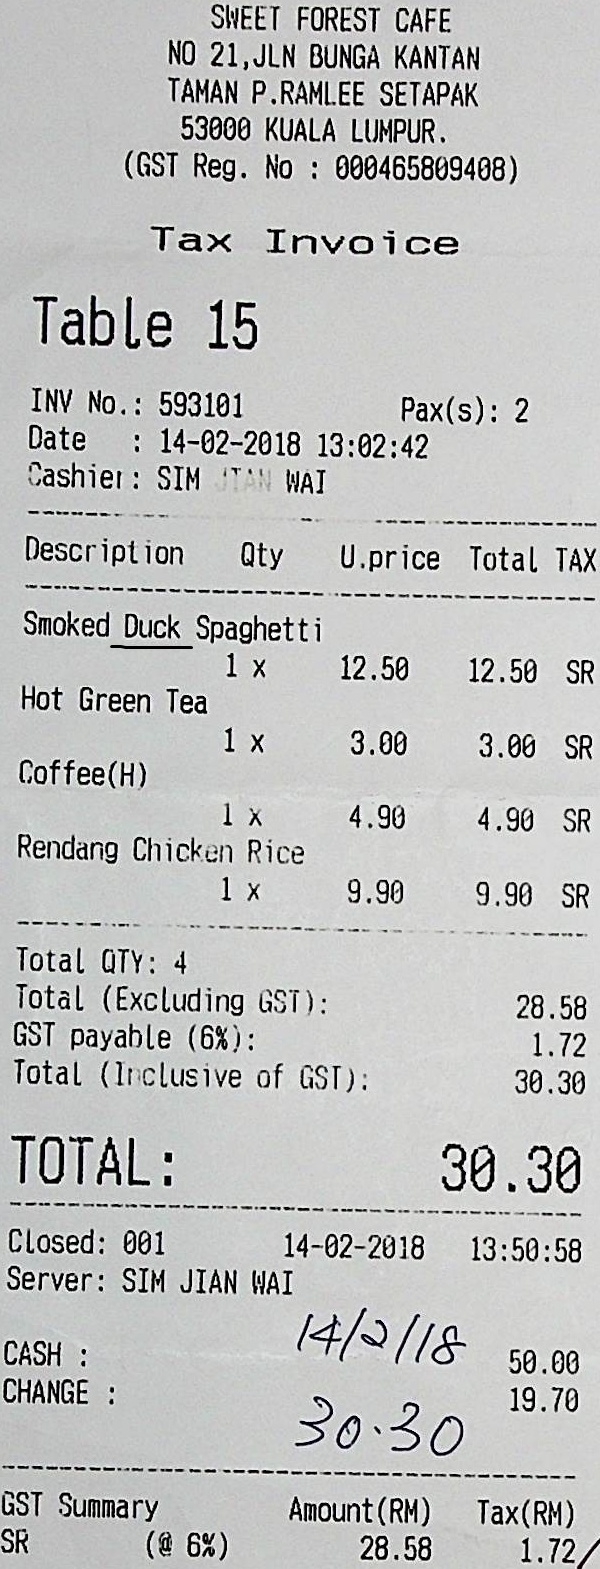 SWEET FOREST CAFE
NO 21,JLN BUNGA KANTAN
TAMAN P.RAMLEE SETAPAK
53000 KUALA LUMPUR.
(GST Reg. No : 000465809408)
Tax Invoice
Table 15
INV No.: 593101 Pax(s): 2
Date : 14-02-2018 13:02:42
Cashier: SIM JIAN WAI
Description Qty U.price Total TAX
Smoked Duck Spaghetti
1 x 12.50 12.50 SR
Hot Green Tea
1 x 3.00 3.00 SR
Coffee(H)
1 x 4.90 4.90 SR
Rendang Chicken Rice
1 x 9.90 9.90 SR
Total QTY: 4
Total (Excluding GST): 28.58
GST payable (6%): 1.72
Total (Inclusive of GST): 30.30
TOTAL: 30.30
Closed: 001 14-02-2018 13:50:58
Server: SIM JIAN WAI
14/2/18
CASH : 50.00
CHANGE : 19.70
30.30
GST Summary Amount(RM) Tax(RM)
SR (@ 6%) 28.58 1.72